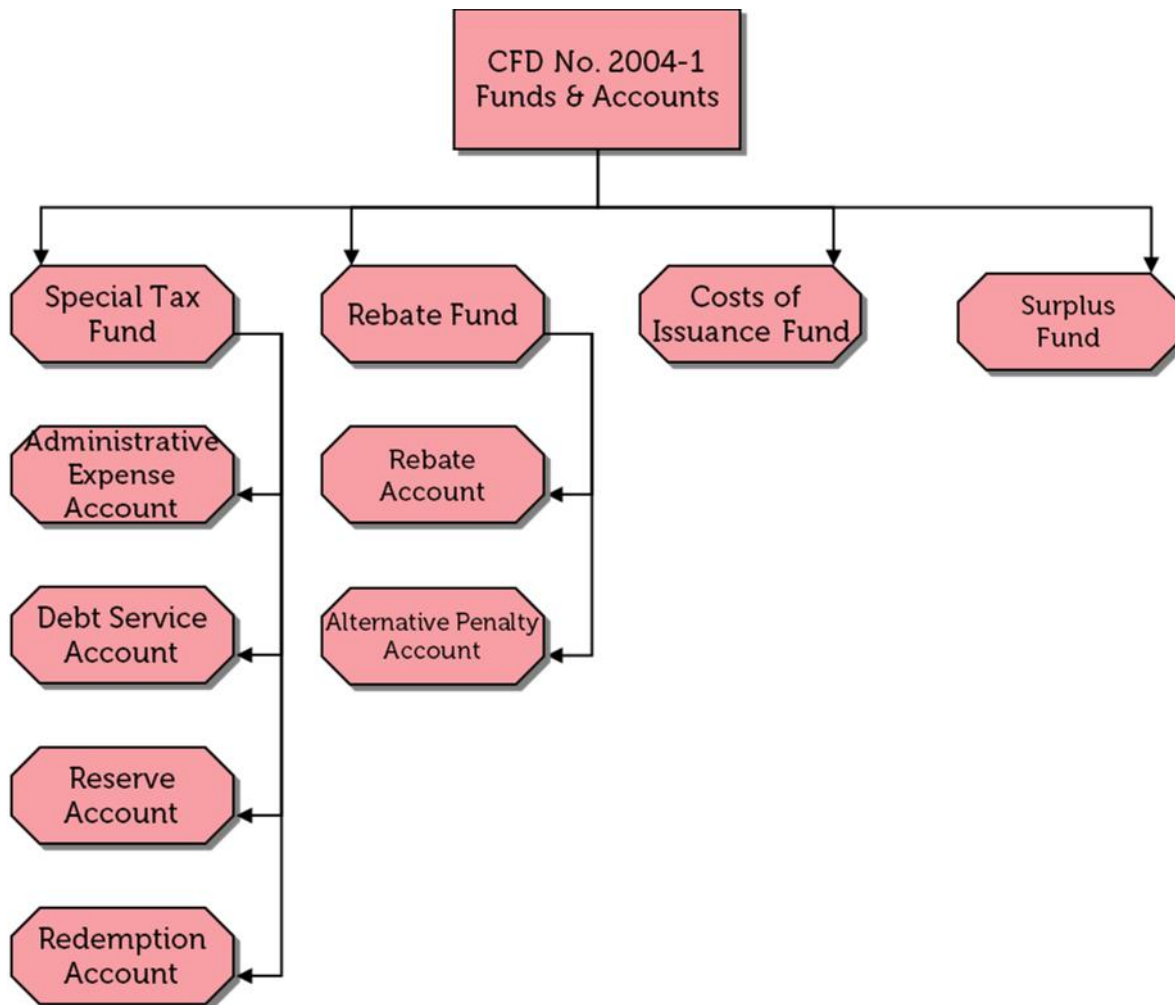 CFD No. 2004-1
Funds & Accounts
Special Tax
Fund
Rebate Fund
Costs of
Issuance Fund
Surplus
Fund
Administrative
Expense
Account
Rebate
Account
Debt Service
Account
Alternative Penalty
Account
Reserve
Account
Redemption
Account